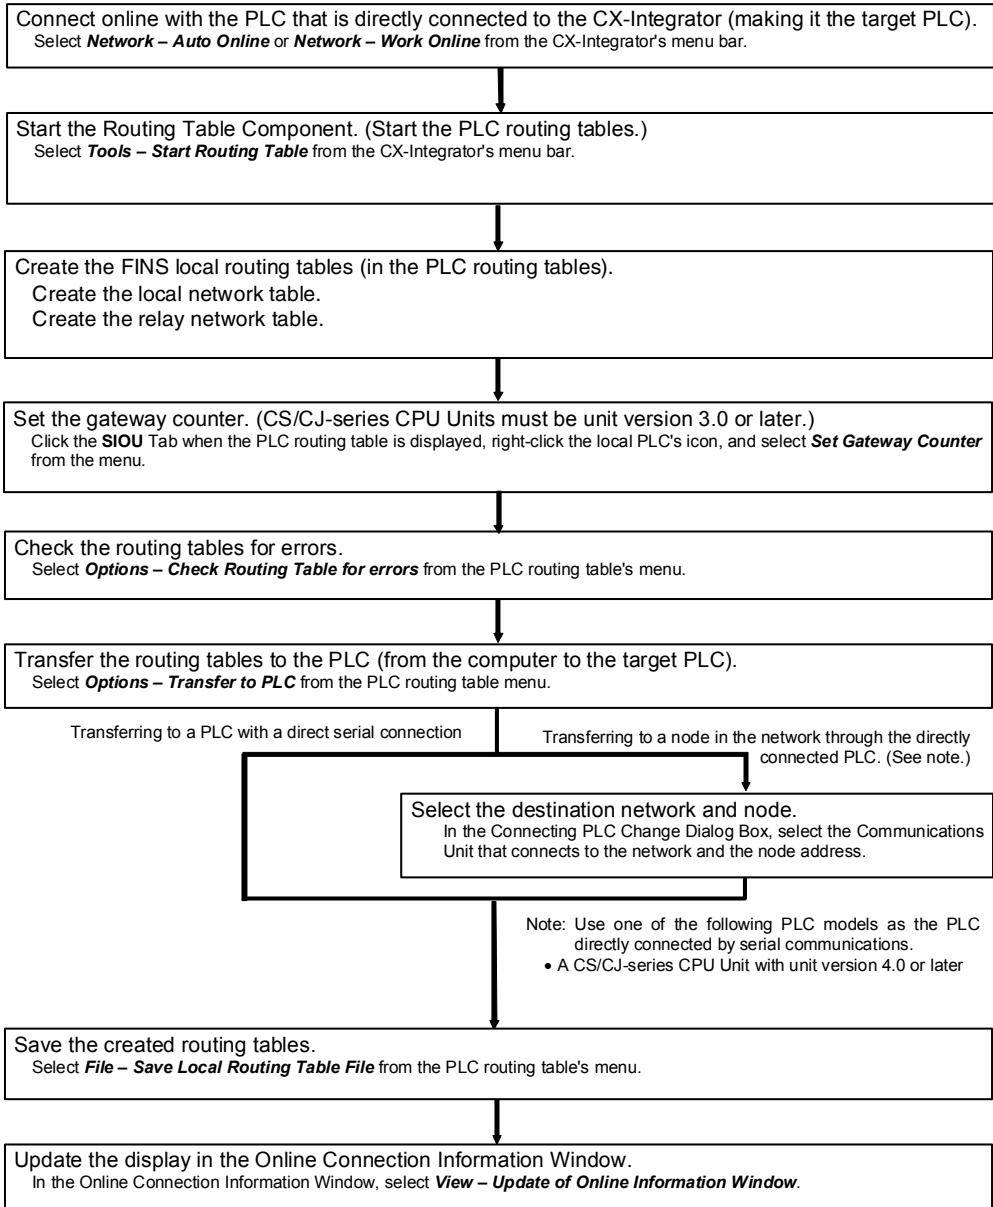 Connect online with the PLC that is directly connected to the CX-Integrator (making it the target PLC).
Select Network – Auto Online or Network – Work Online from the CX-Integrator's menu bar.
Start the Routing Table Component. (Start the PLC routing tables.)
Select Tools – Start Routing Table from the CX-Integrator's menu bar.
Create the FINS local routing tables (in the PLC routing tables).
Create the local network table.
Create the relay network table.
Set the gateway counter. (CS/CJ-series CPU Units must be unit version 3.0 or later.)
Click the SIOU Tab when the PLC routing table is displayed, right-click the local PLC's icon, and select Set Gateway Counter
from the menu.
Check the routing tables for errors.
Select Options – Check Routing Table for errors from the PLC routing table's menu.
Transfer the routing tables to the PLC (from the computer to the target PLC).
Select Options – Transfer to PLC from the PLC routing table menu.
Transferring to a PLC with a direct serial connection
Transferring to a node in the network through the directly
connected PLC. (See note.)
Select the destination network and node.
In the Connecting PLC Change Dialog Box, select the Communications
Unit that connects to the network and the node address.
Note: Use one of the following PLC models as the PLC
directly connected by serial communications.
• A CS/CJ-series CPU Unit with unit version 4.0 or later
Save the created routing tables.
Select File – Save Local Routing Table File from the PLC routing table's menu.
Update the display in the Online Connection Information Window.
In the Online Connection Information Window, select View – Update of Online Information Window.